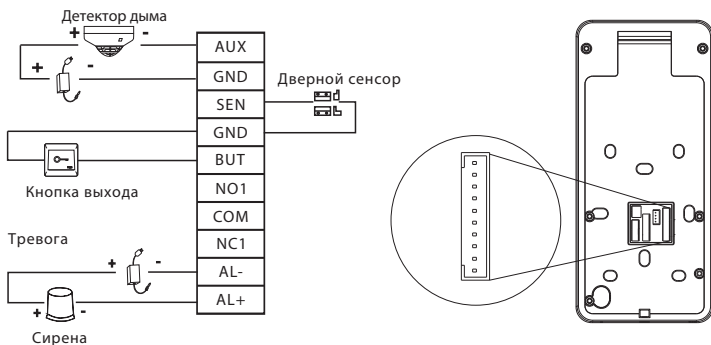 Детектор дыма
+ -
+ -
AUX
GND
SEN
GND
BUT
NO1
COM
NC1
AL-
AL+
Дверной сенсор
Кнопка выхода
Тревога
+ -
+ -
Сирена